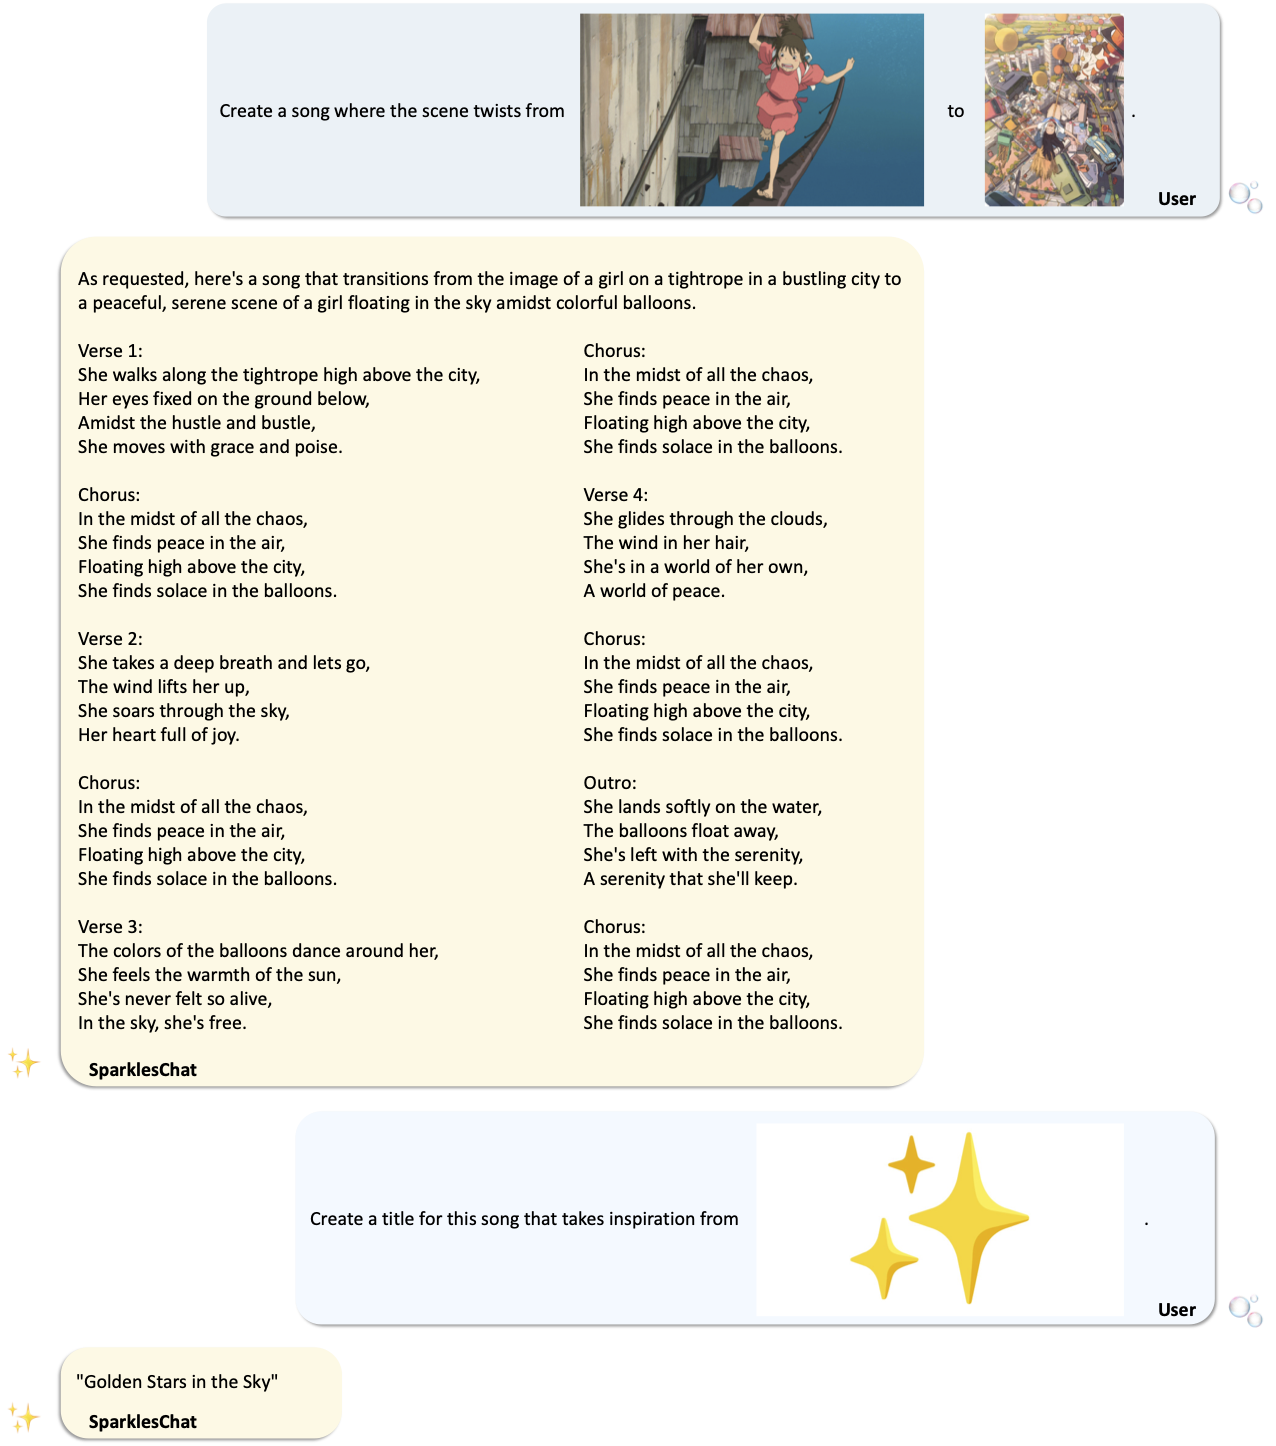 Create a song where the scene twists from to .
User
As requested, here's a song that transitions from the image of a girl on a tightrope in a bustling city to
a peaceful, serene scene of a girl floating in the sky amidst colorful balloons.
Verse 1:
She walks along the tightrope high above the city,
Her eyes fixed on the ground below,
Amidst the hustle and bustle,
She moves with grace and poise.
Chorus:
In the midst of all the chaos,
She finds peace in the air,
Floating high above the city,
She finds solace in the balloons.
Verse 2:
She takes a deep breath and lets go,
The wind lifts her up,
She soars through the sky,
Her heart full of joy.
Chorus:
In the midst of all the chaos,
She finds peace in the air,
Floating high above the city,
She finds solace in the balloons.
Verse 3:
The colors of the balloons dance around her,
She feels the warmth of the sun,
She's never felt so alive,
In the sky, she's free.
Chorus:
In the midst of all the chaos,
She finds peace in the air,
Floating high above the city,
She finds solace in the balloons.
Verse 4:
She glides through the clouds,
The wind in her hair,
She's in a world of her own,
A world of peace.
Chorus:
In the midst of all the chaos,
She finds peace in the air,
Floating high above the city,
She finds solace in the balloons.
Outro:
She lands softly on the water,
The balloons float away,
She's left with the serenity,
A serenity that she'll keep.
Chorus:
In the midst of all the chaos,
She finds peace in the air,
Floating high above the city,
She finds solace in the balloons.
SparklesChat
Create a title for this song that takes inspiration from .
User
"Golden Stars in the Sky"
SparklesChat